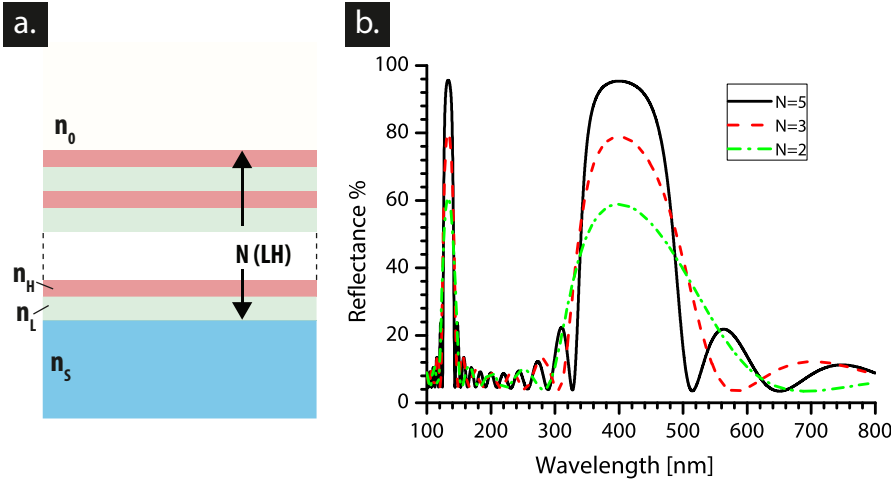 a.
n0
N (LH)
nH
nL
nS
b.
100
80
60
40
20
0
Reflectance %
N=5
N=3
N=2
100 200 300 400 500 600 700 800
Wavelength [nm]